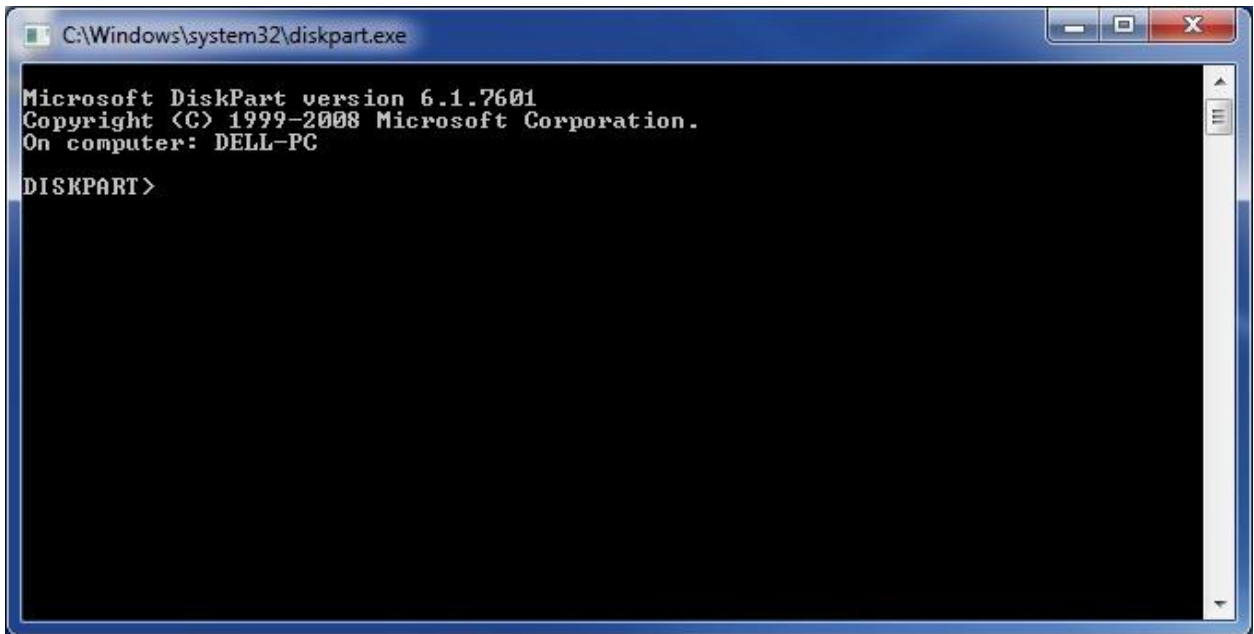 C:\Windows\system32\diskpart.exe
Microsoft DiskPart version 6.1.7601
Copyright (C) 1999-2008 Microsoft Corporation.
On computer: DELL-PC
DISKPART>